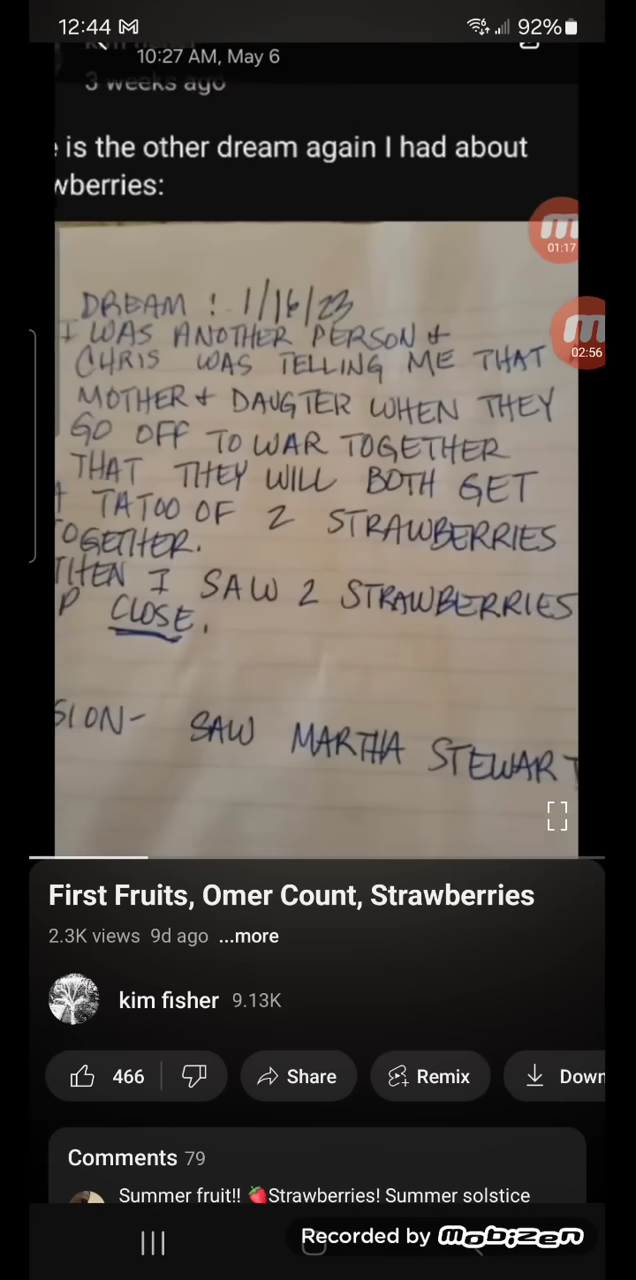 12:44 92%
10:27 AM, May 6
3 weeks ago
is the other dream again I had about
wberries:
01:17
02:56
DREAM : 1/16/23
I WAS ANOTHER PERSON &
CHRIS WAS TELLING ME THAT
MOTHER & DAUGTER WHEN THEY
GO OFF TO WAR TOGETHER
THAT THEY WILL BOTH GET
A TATOO OF 2 STRAWBERRIES
TOGETHER.
THEN I SAW 2 STRAWBERRIES
P CLOSE.
SION- SAW MARTHA STEWART
First Fruits, Omer Count, Strawberries
2.3K views 9d ago ...more
kim fisher 9.13K
466 Share Remix Down
Comments 79
Summer fruit!! 🍓Strawberries! Summer solstice
Recorded by Mobizen